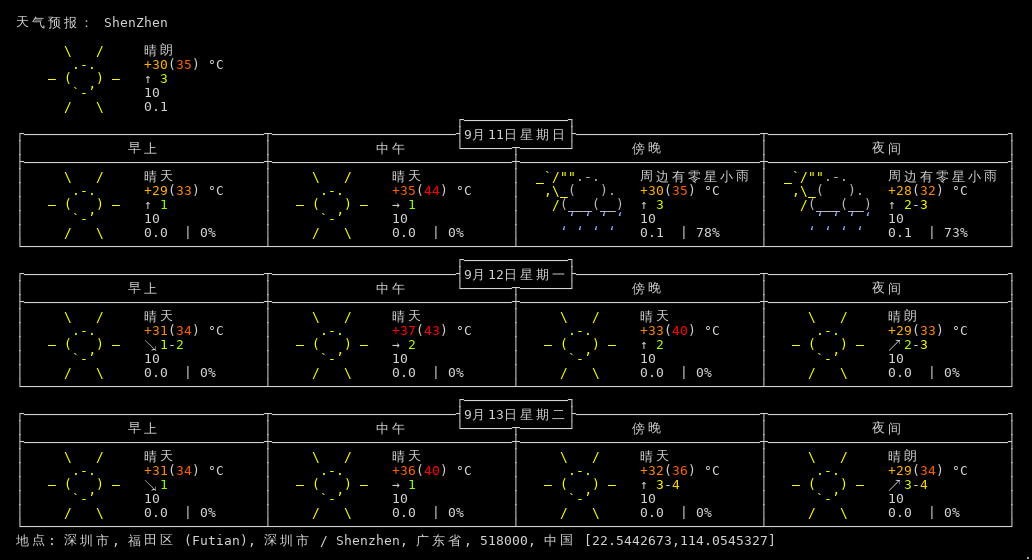 天气预报： ShenZhen
晴朗
+30(35) °C
↑ 3
10
0.1
9月11日星期日
早上 中午 傍晚 夜间
晴天 晴天 周边有零星小雨 周边有零星小雨
+29(33) °C +35(44) °C +30(35) °C +28(32) °C
↑ 1 → 1 ↑ 3 ↑ 2-3
10 10 10 10
0.0 | 0% 0.0 | 0% 0.1 | 78% 0.1 | 73%
9月12日星期一
早上 中午 傍晚 夜间
晴天 晴天 晴天 晴朗
+31(34) °C +37(43) °C +33(40) °C +29(33) °C
↘1-2 → 2 ↑ 2 ↗2-3
10 10 10 10
0.0 | 0% 0.0 | 0% 0.0 | 0% 0.0 | 0%
9月13日星期二
早上 中午 傍晚 夜间
晴天 晴天 晴天 晴朗
+31(34) °C +36(40) °C +32(36) °C +29(34) °C
↘1 → 1 ↑ 3-4 ↗3-4
10 10 10 10
0.0 | 0% 0.0 | 0% 0.0 | 0% 0.0 | 0%
地点: 深圳市, 福田区 (Futian), 深圳市 / Shenzhen, 广东省, 518000, 中国 [22.5442673,114.0545327]